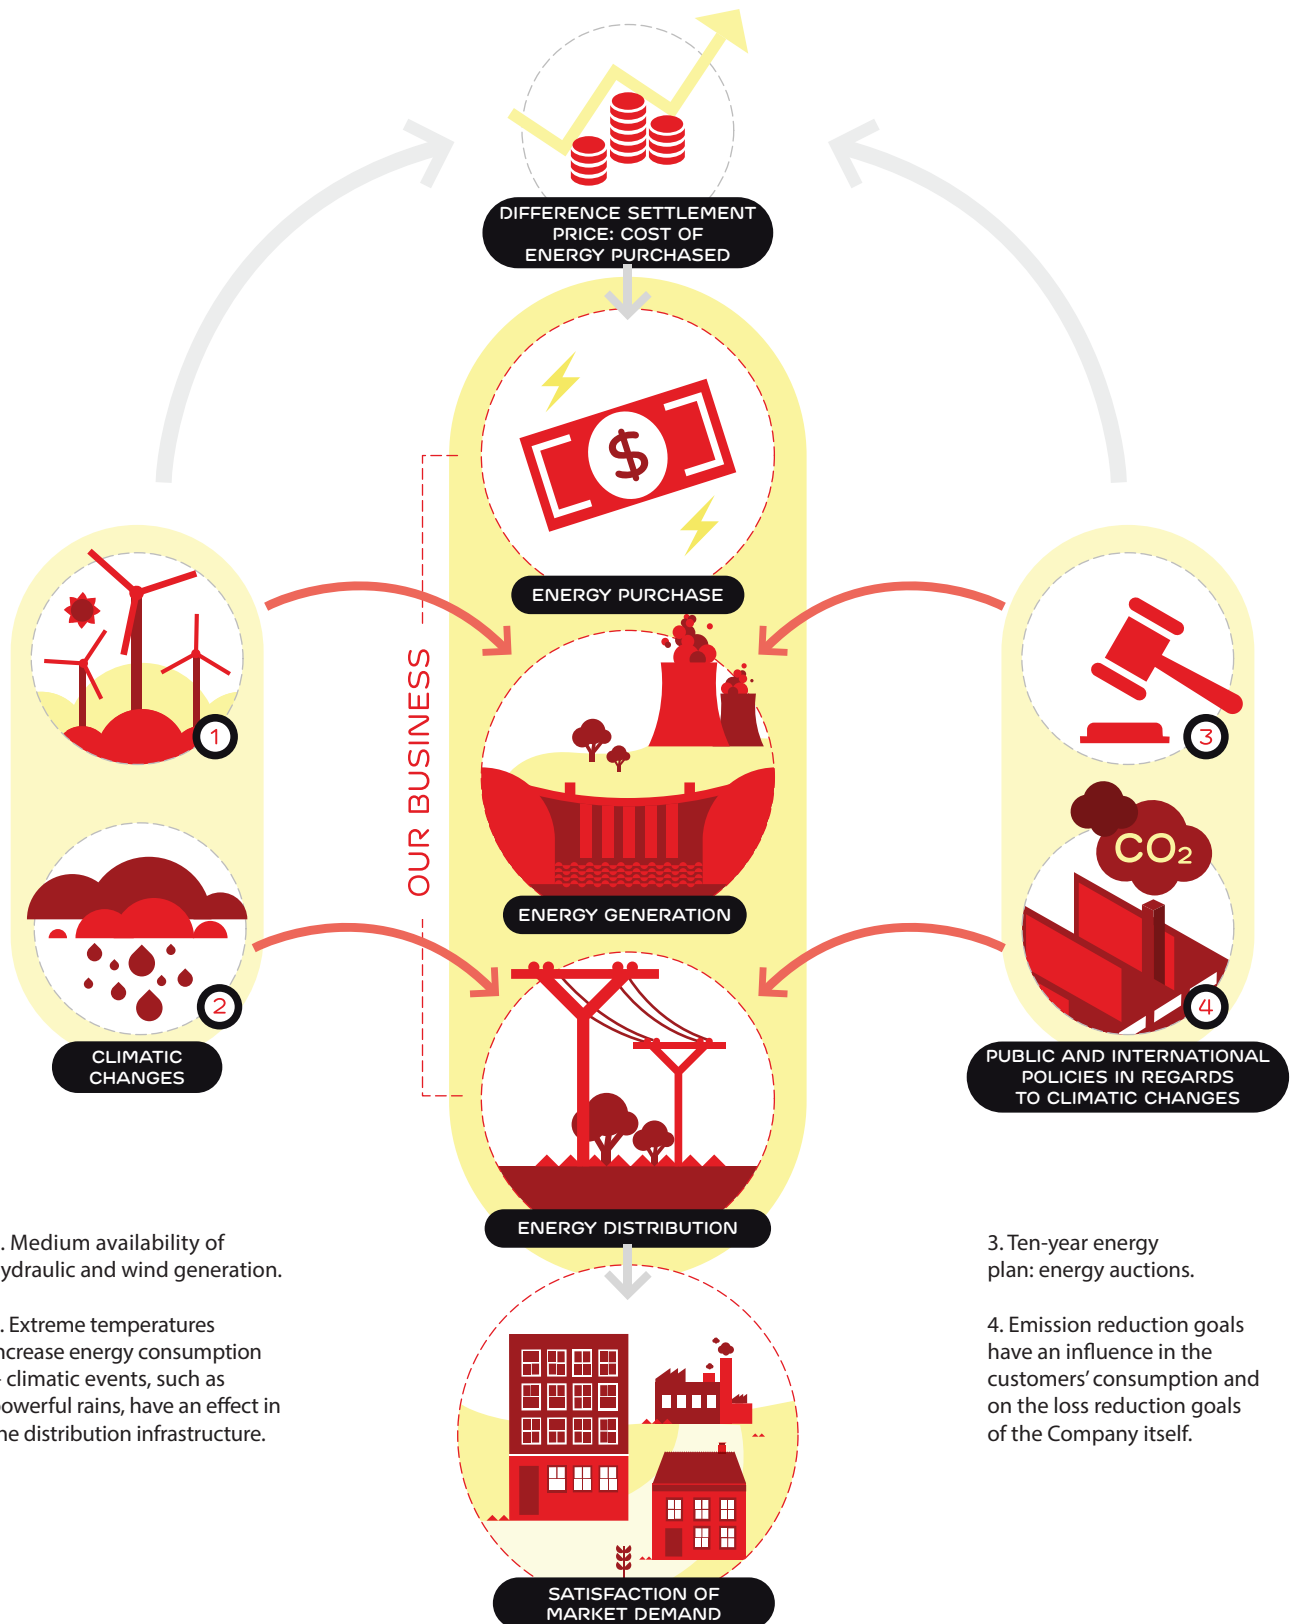 DIFFERENCE SETTLEMENT
PRICE: COST OF
ENERGY PURCHASED
$
ENERGY PURCHASE
OUR BUSINESS
1
3
CO₂
ENERGY GENERATION
2
4
CLIMATIC
CHANGES
PUBLIC AND INTERNATIONAL
POLICIES IN REGARDS
TO CLIMATIC CHANGES
ENERGY DISTRIBUTION
. Medium availability of
ydraulic and wind generation.
. Extreme temperatures
ncrease energy consumption
climatic events, such as
owerful rains, have an effect in
he distribution infrastructure.
3. Ten-year energy
plan: energy auctions.
4. Emission reduction goals
have an influence in the
customers' consumption and
on the loss reduction goals
of the Company itself.
SATISFACTION OF
MARKET DEMAND